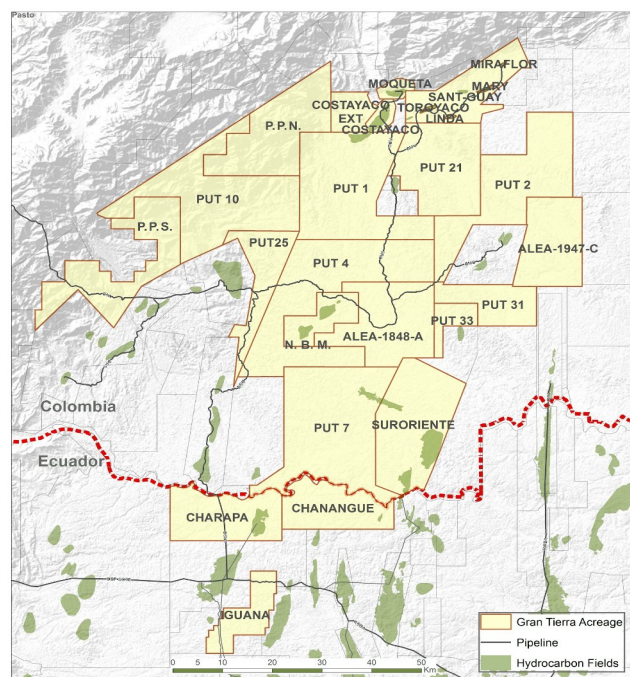 Pasto
MIRAFLOR
MOQUETA
MARY
SANT-GUAY
COSTAYACO
EXT
TOROYACO
LINDA
COSTAYACO
P.P.N.
PUT 21
PUT 1
PUT 2
PUT 10
P.P.S.
PUT25
ALEA-1947-C
PUT 4
PUT 31
PUT 33
N.B.M.
ALEA-1848-A
Colombia
PUT 7
SURORIENTE
Ecuador
CHARAPA
CHANANGUE
IGUANA
Gran Tierra Acreage
Pipeline
Hydrocarbon Fields
0 10 20 30 40 50
Km